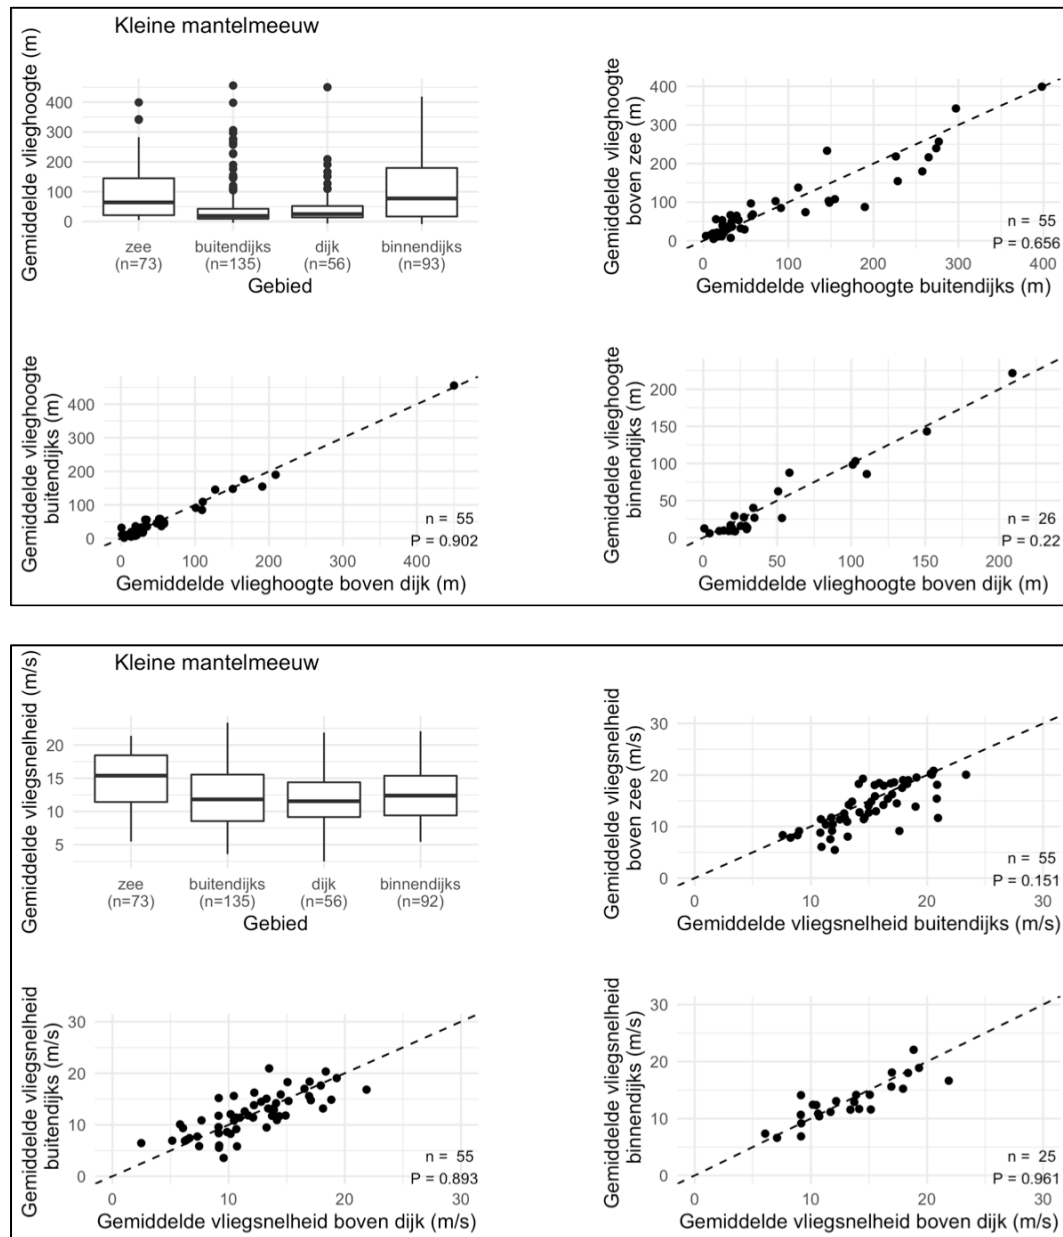 Kleine mantelmeeuw
Gemiddelde vlieghoogte (m)
400
300
200
100
0
zee
(n=73)
buitendijks
(n=135)
dijk
(n=56)
binnendijks
(n=93)
Gebied
Gemiddelde vlieghoogte
boven zee (m)
400
300
200
100
0
n = 55
P = 0.656
0 100 200 300 400
Gemiddelde vlieghoogte buitendijks (m)
Gemiddelde vlieghoogte
buitendijks (m)
400
300
200
100
0
n = 55
P = 0.902
0 100 200 300 400
Gemiddelde vlieghoogte boven dijk (m)
Gemiddelde vlieghoogte
binnendijks (m)
200
150
100
50
0
n = 26
P = 0.22
0 50 100 150 200
Gemiddelde vlieghoogte boven dijk (m)
Kleine mantelmeeuw
Gemiddelde vliegsnelheid (m/s)
20
15
10
5
zee
(n=73)
buitendijks
(n=135)
dijk
(n=56)
binnendijks
(n=92)
Gebied
Gemiddelde vliegsnelheid
boven zee (m/s)
30
20
10
0
n = 55
P = 0.151
0 10 20 30
Gemiddelde vliegsnelheid buitendijks (m/s)
Gemiddelde vliegsnelheid
buitendijks (m/s)
30
20
10
0
n = 55
P = 0.893
0 10 20 30
Gemiddelde vliegsnelheid boven dijk (m/s)
Gemiddelde vliegsnelheid
binnendijks (m/s)
30
20
10
0
n = 25
P = 0.961
0 10 20 30
Gemiddelde vliegsnelheid boven dijk (m/s)